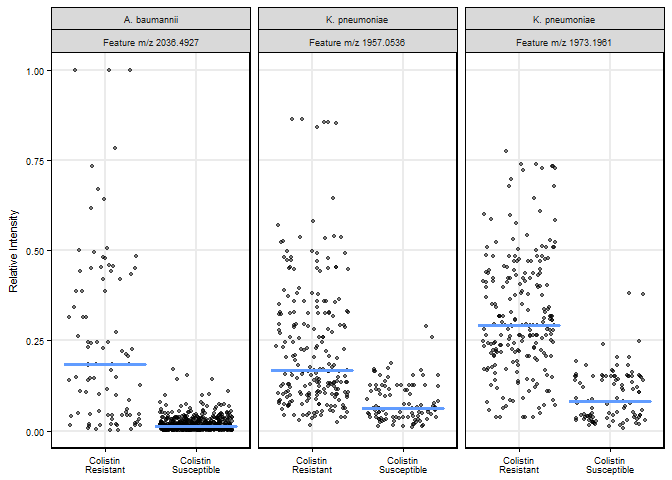 A. baumannii
K. pneumoniae
K. pneumoniae
Feature m/z 2036.4927
Feature m/z 1957.0536
Feature m/z 1973.1961
1.00
0.75
0.50
0.25
0.00
Relative Intensity
Colistin
Resistant
Colistin
Susceptible
Colistin
Resistant
Colistin
Susceptible
Colistin
Resistant
Colistin
Susceptible